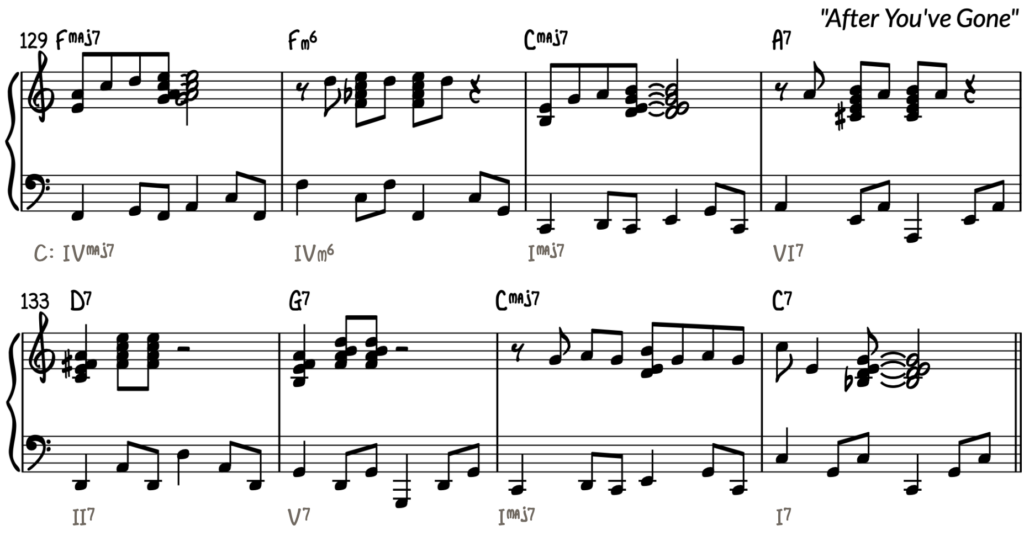 "After You've Gone"
129 Fmaj7 Fm6 Cmaj7 A7
C: IVmaj7 IVm6 Imaj7 VI7
133 D7 G7 Cmaj7 C7
II7 V7 Imaj7 I7